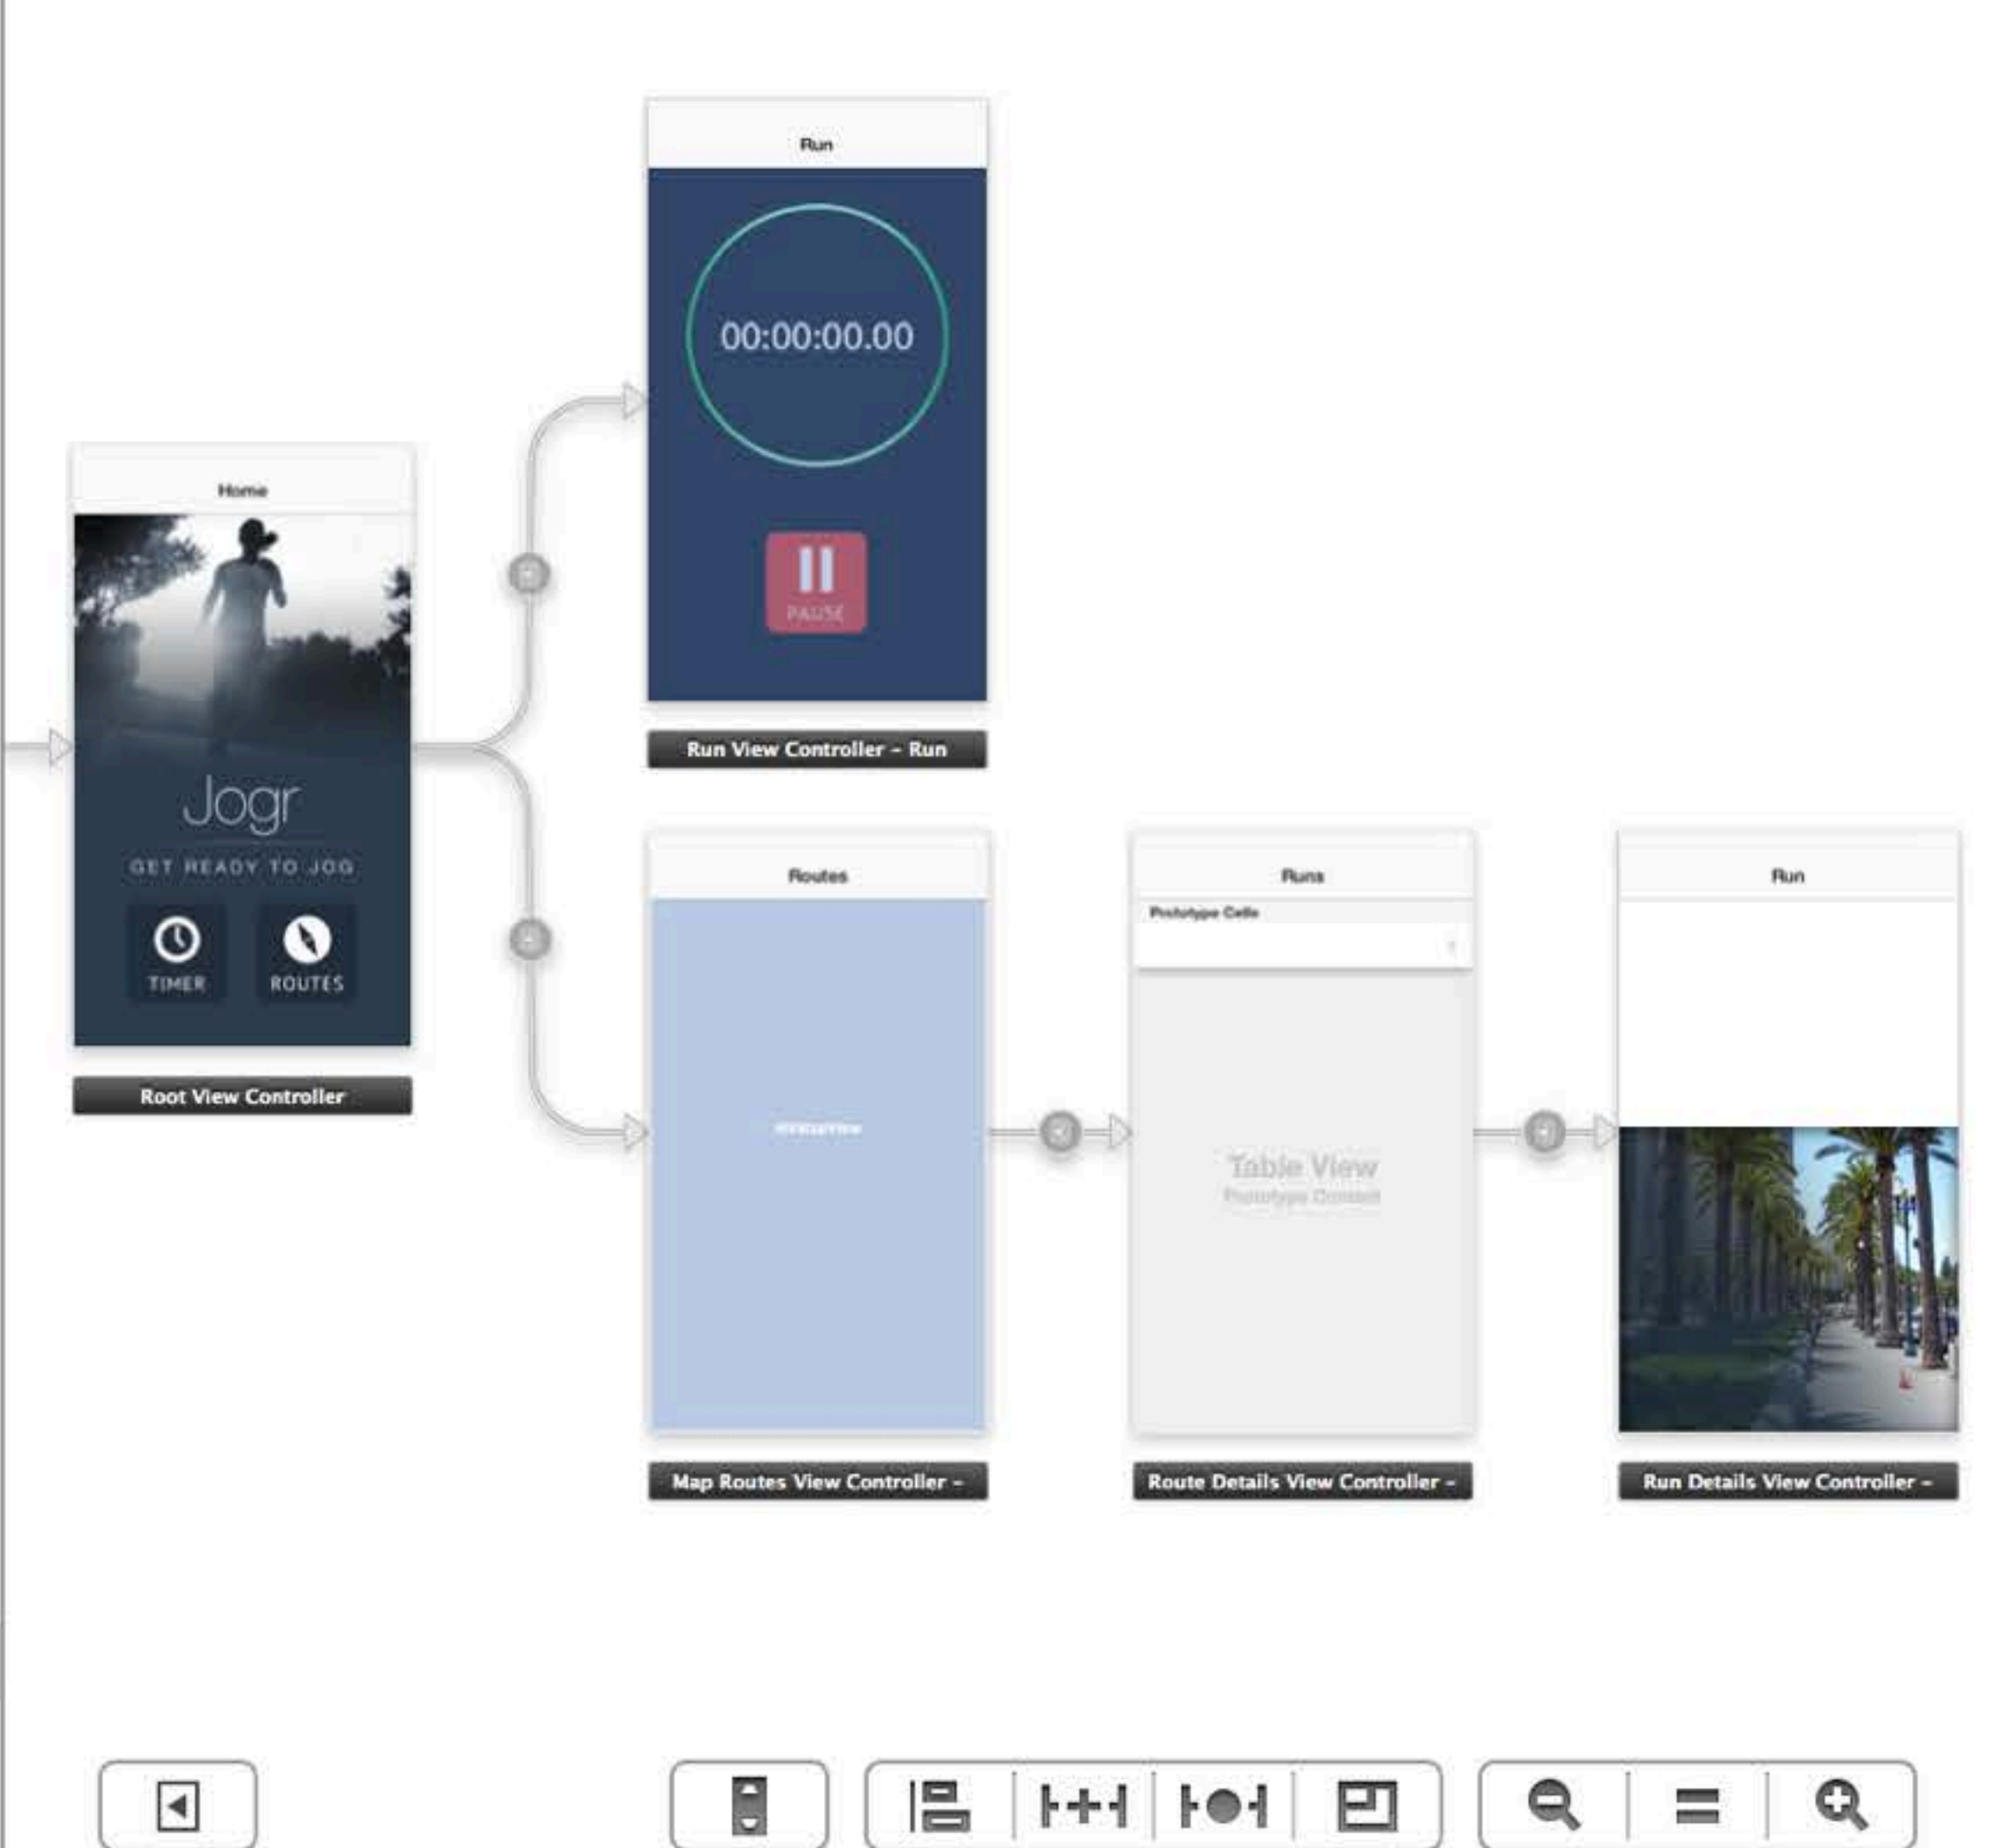 Run
00:00:00.00
PAUSE
Run View Controller – Run
Home
Jogr
GET READY TO JOG
TIMER
ROUTES
Root View Controller
Routes
Map Routes View Controller –
Runs
Prototype Cells
Table View
Prototype Content
Route Details View Controller –
Run
Run Details View Controller –